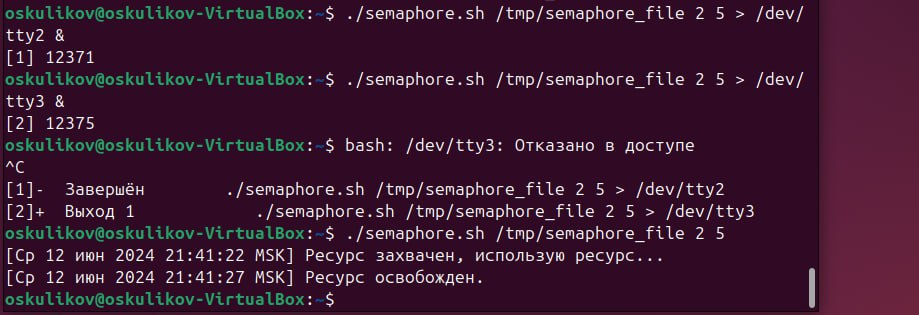 oskulikov@oskulikov-VirtualBox:~$ ./semaphore.sh /tmp/semaphore_file 2 5 > /dev/
tty2 &
[1] 12371
oskulikov@oskulikov-VirtualBox:~$ ./semaphore.sh /tmp/semaphore_file 2 5 > /dev/
tty3 &
[2] 12375
oskulikov@oskulikov-VirtualBox:~$ bash: /dev/tty3: Отказано в доступе
^C
[1]-  Завершён        ./semaphore.sh /tmp/semaphore_file 2 5 > /dev/tty2
[2]+  Выход 1            ./semaphore.sh /tmp/semaphore_file 2 5 > /dev/tty3
oskulikov@oskulikov-VirtualBox:~$ ./semaphore.sh /tmp/semaphore_file 2 5
[Ср 12 июн 2024 21:41:22 MSK] Ресурс захвачен, использую ресурс...
[Ср 12 июн 2024 21:41:27 MSK] Ресурс освобожден.
oskulikov@oskulikov-VirtualBox:~$